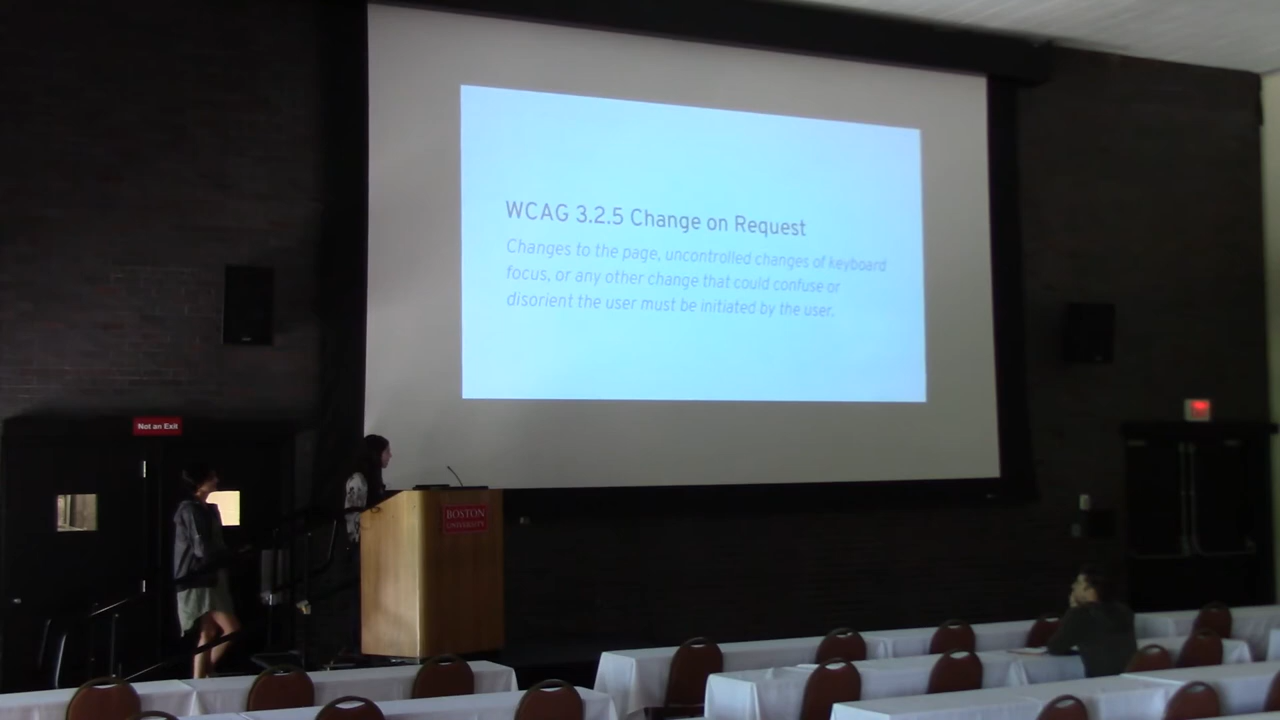 WCAG 3.2.5 Change on Request
Changes to the page, uncontrolled changes of keyboard
focus, or any other change that could confuse or
disorient the user must be initiated by the user.
Not an Exit
BOSTON
UNIVERSITY